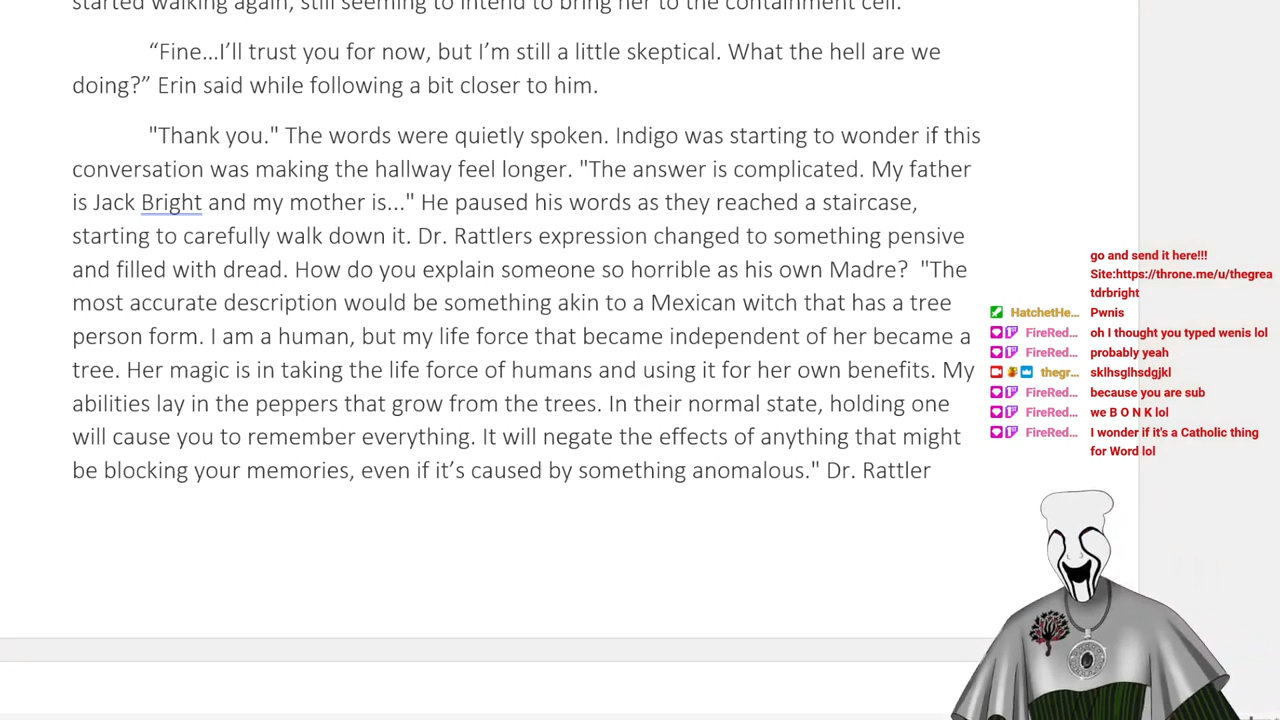 started walking again, still seeming to intend to bring her to the containment cell.
“Fine...I’ll trust you for now, but I’m still a little skeptical. What the hell are we
doing?” Erin said while following a bit closer to him.
"Thank you." The words were quietly spoken. Indigo was starting to wonder if this
conversation was making the hallway feel longer. "The answer is complicated. My father
is Jack Bright and my mother is..." He paused his words as they reached a staircase,
starting to carefully walk down it. Dr. Rattlers expression changed to something pensive
and filled with dread. How do you explain someone so horrible as his own Madre?  "The
most accurate description would be something akin to a Mexican witch that has a tree
person form. I am a human, but my life force that became independent of her became a
tree. Her magic is in taking the life force of humans and using it for her own benefits. My
abilities lay in the peppers that grow from the trees. In their normal state, holding one
will cause you to remember everything. It will negate the effects of anything that might
be blocking your memories, even if it’s caused by something anomalous." Dr. Rattler
go and send it here!!!
Site:https://throne.me/u/thegrea
tdrbright
HatchetHe... Pwnis
FireRed... oh I thought you typed wenis lol
FireRed... probably yeah
thegr... sklhsglhsdgjkl
FireRed... because you are sub
FireRed... we B O N K lol
FireRed... I wonder if it's a Catholic thing
for Word lol